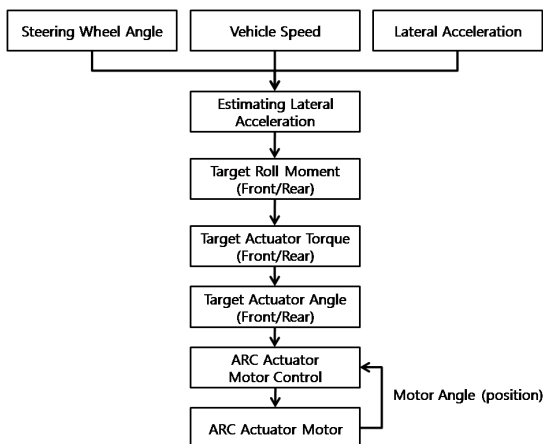 Steering Wheel Angle
Vehicle Speed
Lateral Acceleration
Estimating Lateral
Acceleration
Target Roll Moment
(Front/Rear)
Target Actuator Torque
(Front/Rear)
Target Actuator Angle
(Front/Rear)
ARC Actuator
Motor Control
Motor Angle (position)
ARC Actuator Motor